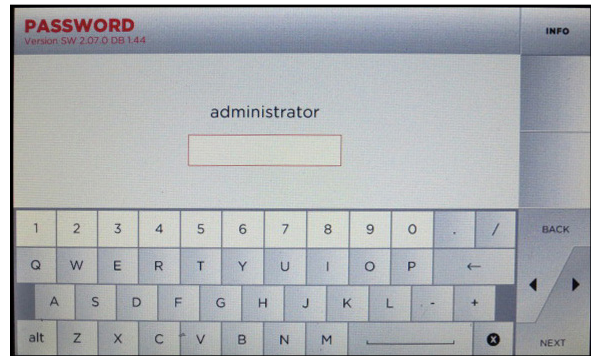 PASSWORD
Version SW 2.07.0 DB 1.44
INFO
administrator
1 2 3 4 5 6 7 8 9 0 . /
BACK
Q W E R T Y U I O P ←
A S D F G H J K L - +
alt Z X C V B N M
NEXT